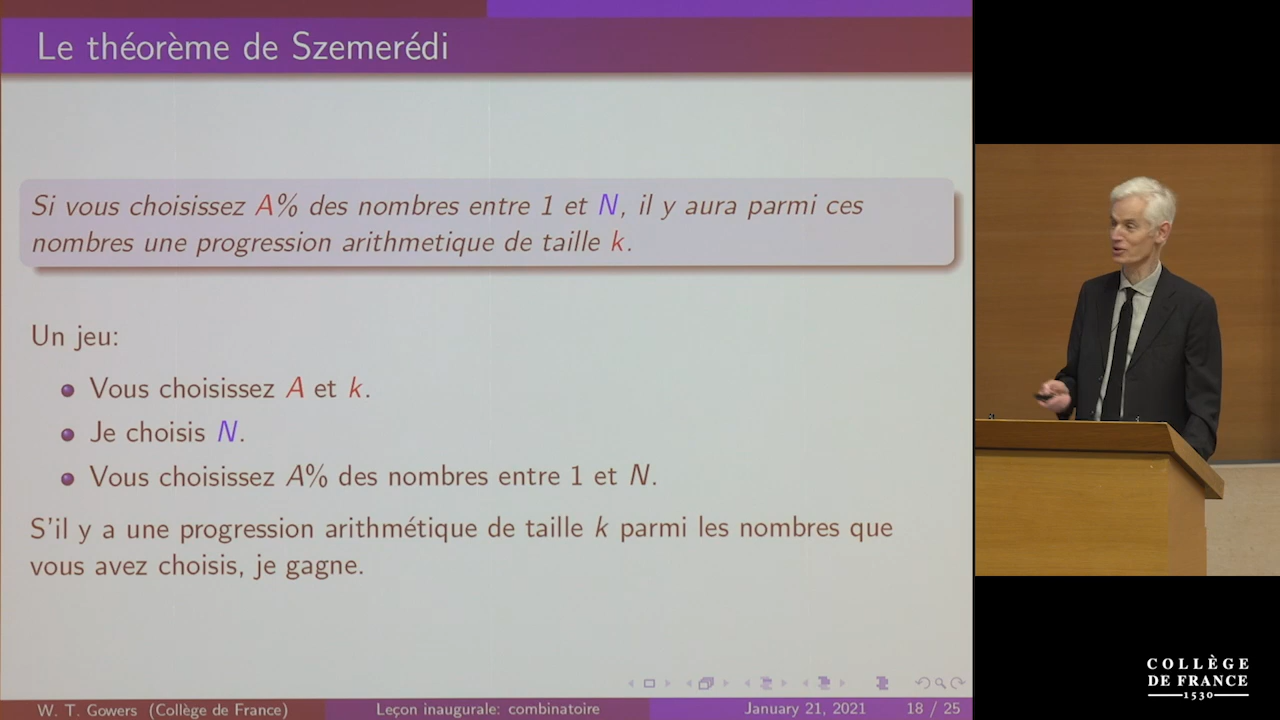 Le théorème de Szemerédi
Si vous choisissez A% des nombres entre 1 et N, il y aura parmi ces
nombres une progression arithmetique de taille k.
Un jeu:
Vous choisissez A et k.
Je choisis N.
Vous choisissez A% des nombres entre 1 et N.
S'il y a une progression arithmétique de taille k parmi les nombres que
vous avez choisis, je gagne.
W. T. Gowers (Collège de France) Leçon inaugurale: combinatoire January 21, 2021 18 / 25
COLLÈGE
DE FRANCE
1530